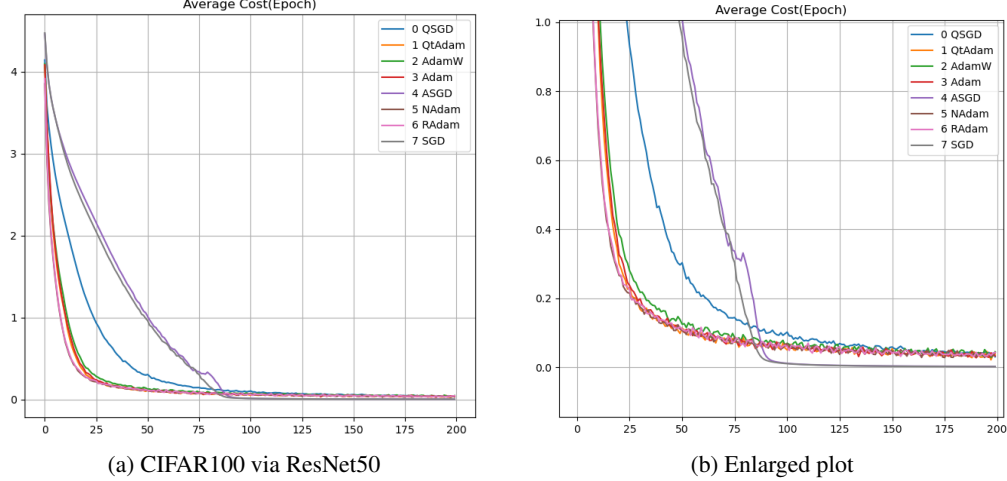 Average Cost(Epoch)
4
3
2
1
0
0 25 50 75 100 125 150 175 200
0 QSGD
1 QtAdam
2 AdamW
3 Adam
4 ASGD
5 NAdam
6 RAdam
7 SGD
(a) CIFAR100 via ResNet50
Average Cost(Epoch)
1.0
0.8
0.6
0.4
0.2
0.0
0 25 50 75 100 125 150 175 200
0 QSGD
1 QtAdam
2 AdamW
3 Adam
4 ASGD
5 NAdam
6 RAdam
7 SGD
(b) Enlarged plot